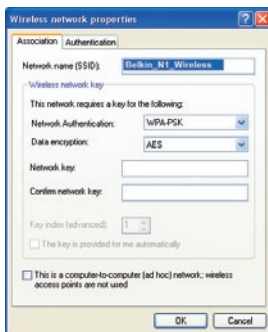 Wireless network properties
Association
Authentication
Network name (SSID):
Belkin_N1_Wireless
Wireless network key
This network requires a key for the following:
Network Authentication:
WPA-PSK
Data encryption:
AES
Network key:
Confirm network key:
Key index (advanced):
1
The key is provided for me automatically
This is a computer-to-computer (ad hoc) network; wireless
access points are not used
OK
Cancel